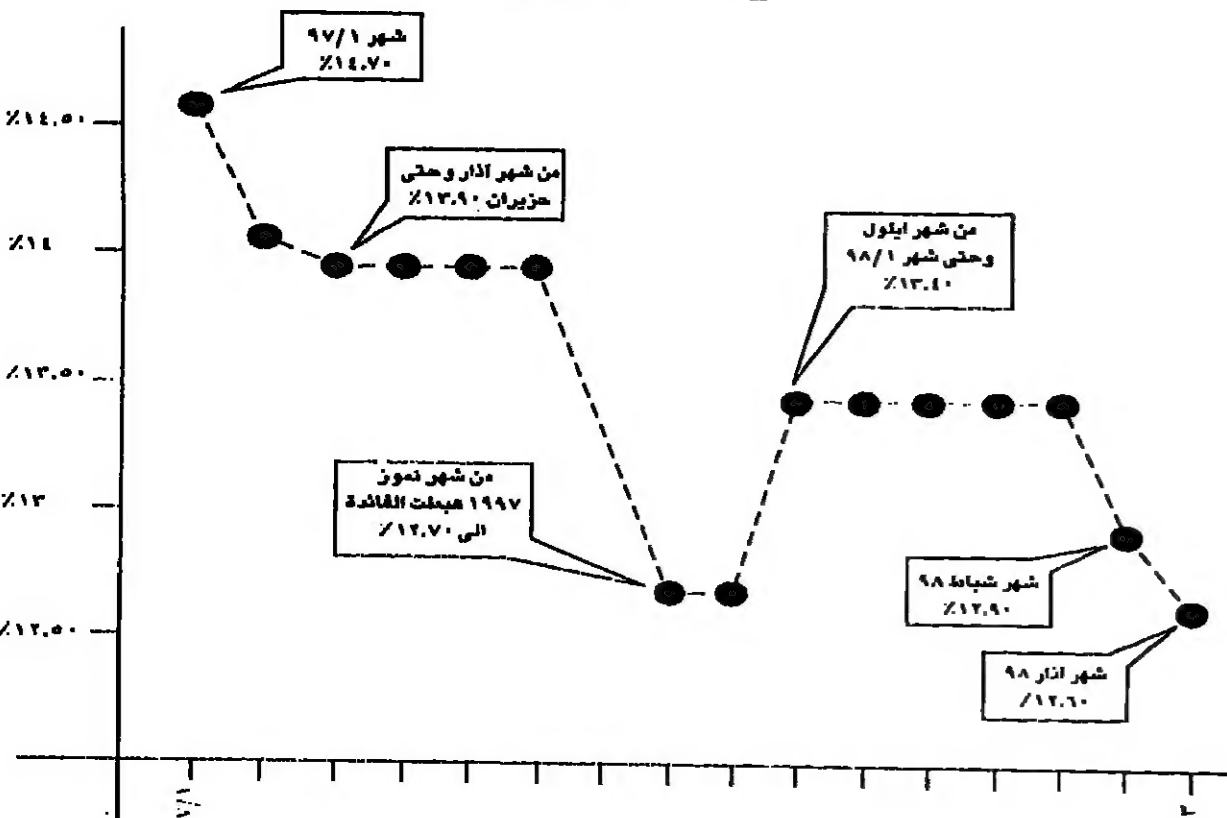 شهر ٩٧/١
٪١٤.٧٠
٪١٤,٥٠
من شهر آذار وحتى
حزيران ١٣.٩٠٪
٪١٤
من شهر ايلول
وحتى شهر ٩٨/١
٪١٣.٤٠
٪١٣,٥٠
من شهر تموز
١٩٩٧ هبطت الفائدة
الى ١٢.٧٠٪
٪١٣
شهر شباط ٩٨
٪١٢.٩٠
٪١٢,٥٠
شهر اذار ٩٨
٪١٢.٦٠